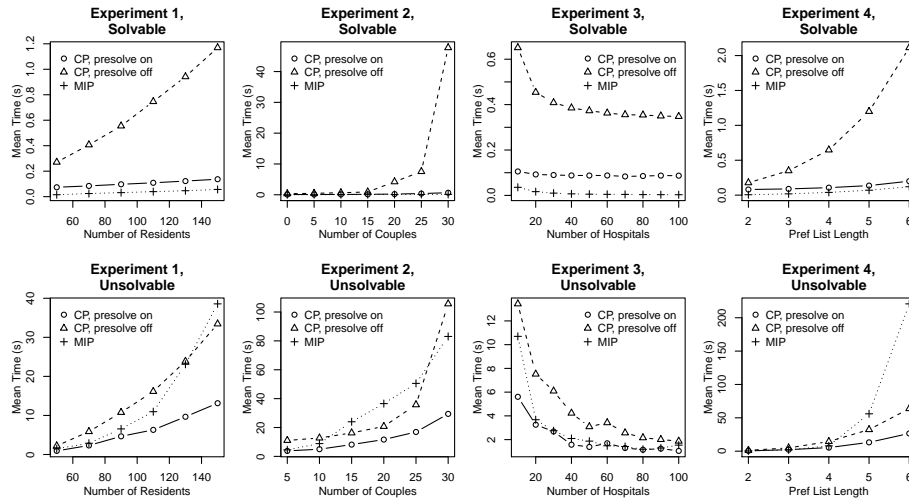 Experiment 1,
Solvable
Mean Time (s)
0.0 0.2 0.4 0.6 0.8 1.0 1.2
CP, presolve on
CP, presolve off
MIP
60 80 100 120 140
Number of Residents
Experiment 2,
Solvable
Mean Time (s)
0 10 20 30 40
CP, presolve on
CP, presolve off
MIP
0 5 10 15 20 25 30
Number of Couples
Experiment 3,
Solvable
Mean Time (s)
0.0 0.2 0.4 0.6
CP, presolve on
CP, presolve off
MIP
20 40 60 80 100
Number of Hospitals
Experiment 4,
Solvable
Mean Time (s)
0.0 0.5 1.0 1.5 2.0
CP, presolve on
CP, presolve off
MIP
2 3 4 5 6
Pref List Length
Experiment 1,
Unsolvable
Mean Time (s)
0 10 20 30 40
CP, presolve on
CP, presolve off
MIP
60 80 100 120 140
Number of Residents
Experiment 2,
Unsolvable
Mean Time (s)
0 20 40 60 80 100
CP, presolve on
CP, presolve off
MIP
5 10 15 20 25 30
Number of Couples
Experiment 3,
Unsolvable
Mean Time (s)
2 4 6 8 10 12
CP, presolve on
CP, presolve off
MIP
20 40 60 80 100
Number of Hospitals
Experiment 4,
Unsolvable
Mean Time (s)
0 50 100 150 200
CP, presolve on
CP, presolve off
MIP
2 3 4 5 6
Pref List Length